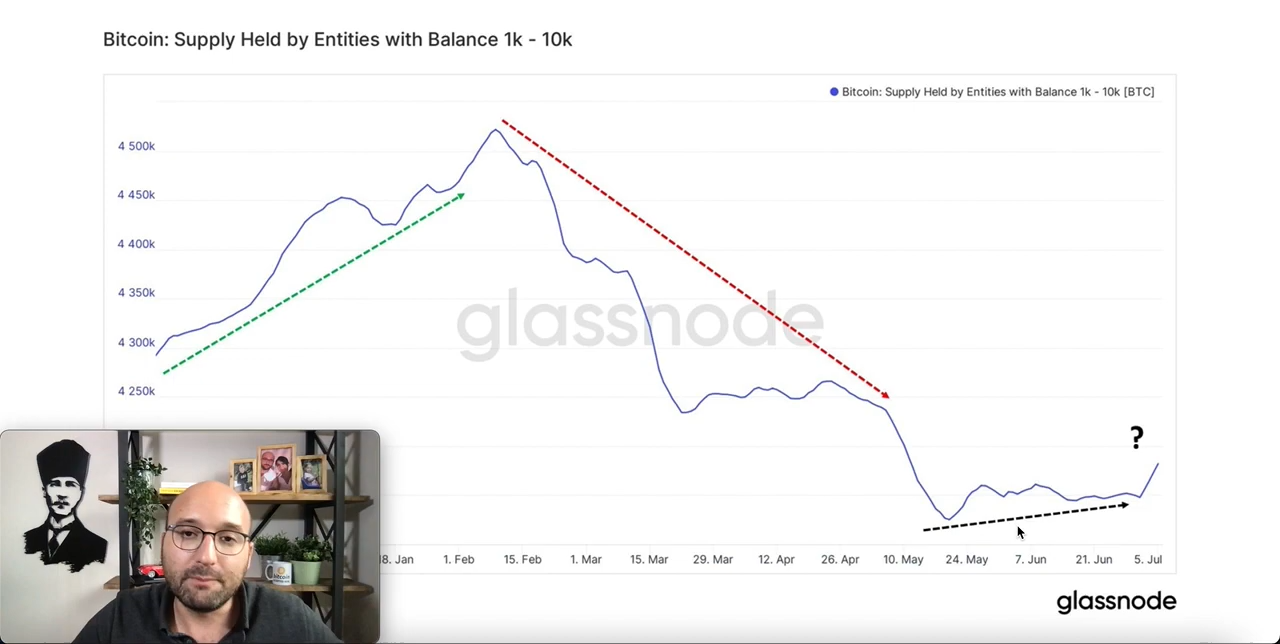 Bitcoin: Supply Held by Entities with Balance 1k - 10k
Bitcoin: Supply Held by Entities with Balance 1k - 10k [BTC]
4 500k
4 450k
4 400k
4 350k
4 300k
4 250k
glassnode
?
1. Feb 15. Feb 1. Mar 15. Mar 29. Mar 12. Apr 26. Apr 10. May 24. May 7. Jun 21. Jun 5. Jul
glassnode
bitcoin